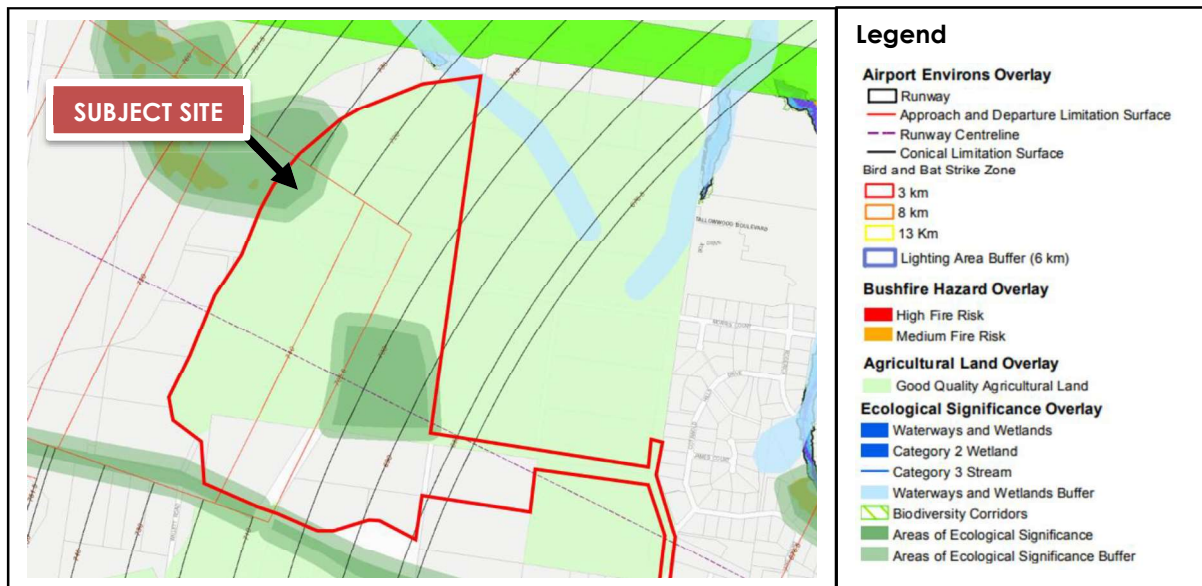 SUBJECT SITE
TALLOWWOOD BOULEVARD
Legend
Airport Environs Overlay
Runway
Approach and Departure Limitation Surface
Runway Centreline
Conical Limitation Surface
Bird and Bat Strike Zone
3 km
8 km
13 Km
Lighting Area Buffer (6 km)
Bushfire Hazard Overlay
High Fire Risk
Medium Fire Risk
Agricultural Land Overlay
Good Quality Agricultural Land
Ecological Significance Overlay
Waterways and Wetlands
Category 2 Wetland
Category 3 Stream
Waterways and Wetlands Buffer
Biodiversity Corridors
Areas of Ecological Significance
Areas of Ecological Significance Buffer